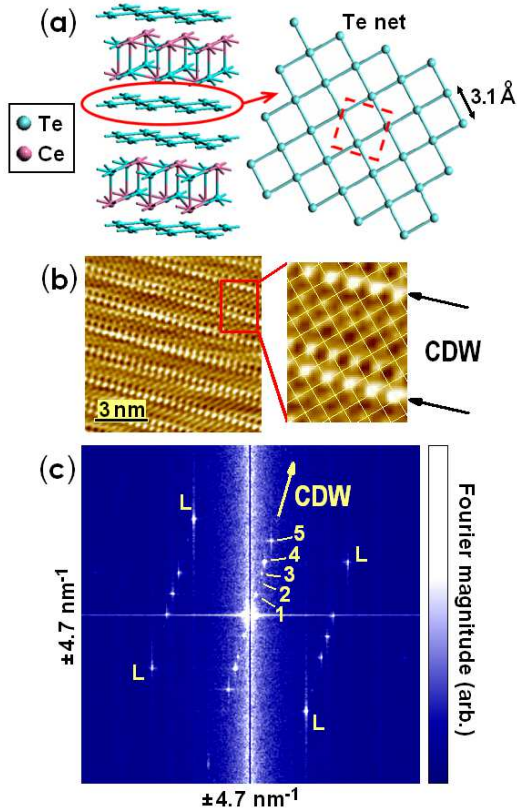 (a)
Te net
3.1 Å
Te
Ce
(b)
3 nm
CDW
(c)
L
CDW
5
L
4
3
2
1
L
L
±4.7 nm-1
±4.7 nm-1
Fourier magnitude (arb.)